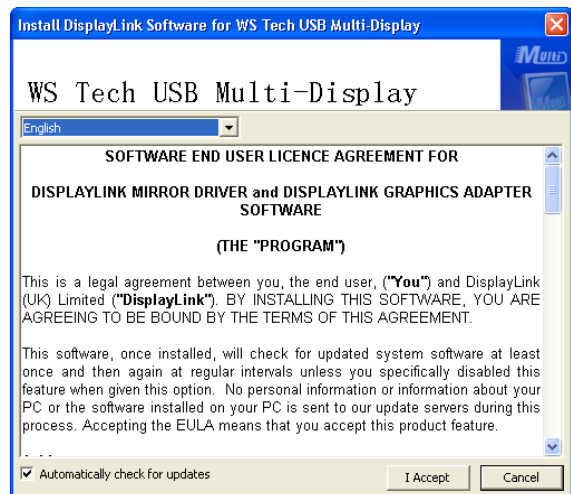 Install DisplayLink Software for WS Tech USB Multi-Display
Multi
WS Tech USB Multi-Display
English
SOFTWARE END USER LICENCE AGREEMENT FOR
DISPLAYLINK MIRROR DRIVER and DISPLAYLINK GRAPHICS ADAPTER
SOFTWARE
(THE "PROGRAM")
This is a legal agreement between you, the end user, ("You") and DisplayLink
(UK) Limited ("DisplayLink"). BY INSTALLING THIS SOFTWARE, YOU ARE
AGREEING TO BE BOUND BY THE TERMS OF THIS AGREEMENT.
This software, once installed, will check for updated system software at least
once and then again at regular intervals unless you specifically disabled this
feature when given this option. No personal information or information about your
PC or the software installed on your PC is sent to our update servers during this
process. Accepting the EULA means that you accept this product feature.
Automatically check for updates
I Accept
Cancel